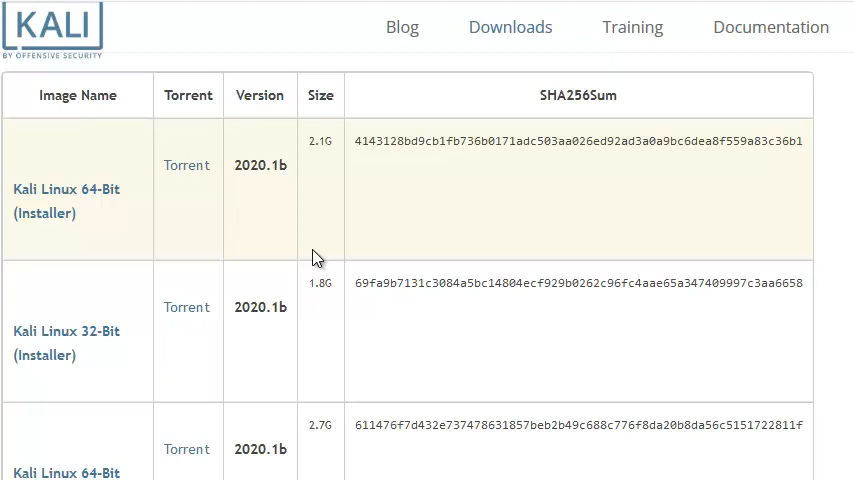 KALI
BY OFFENSIVE SECURITY
Blog Downloads Training Documentation
Image Name Torrent Version Size SHA256Sum
Kali Linux 64-Bit
(Installer)
Torrent
2020.1b
2.1G
4143128bd9cb1fb736b0171adc503aa026ed92ad3a0a9bc6dea8f559a83c36b1
Kali Linux 32-Bit
(Installer)
Torrent
2020.1b
1.8G
69fa9b7131c3084a5bc14804ecf929b0262c96fc4aae65a347409997c3aa6658
Kali Linux 64-Bit
Torrent
2020.1b
2.7G
611476f7d432e737478631857beb2b49c688c776f8da20b8da56c5151722811f